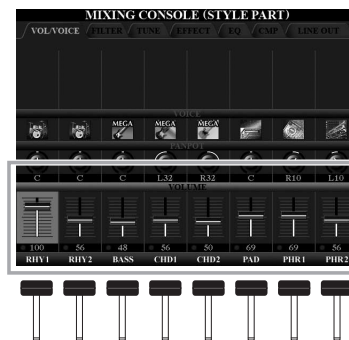 MIXING CONSOLE (STYLE PART)
VOL/VOICE FILTER TUNE EFFECT EQ CMP LINE OUT
VOICE
MEGA MEGA MEGA
PANPOT
C C C L32 R32 C R10 L10
VOLUME
100 56 48 56 50 69 69 56
RHY1 RHY2 BASS CHD1 CHD2 PAD PHR1 PHR2